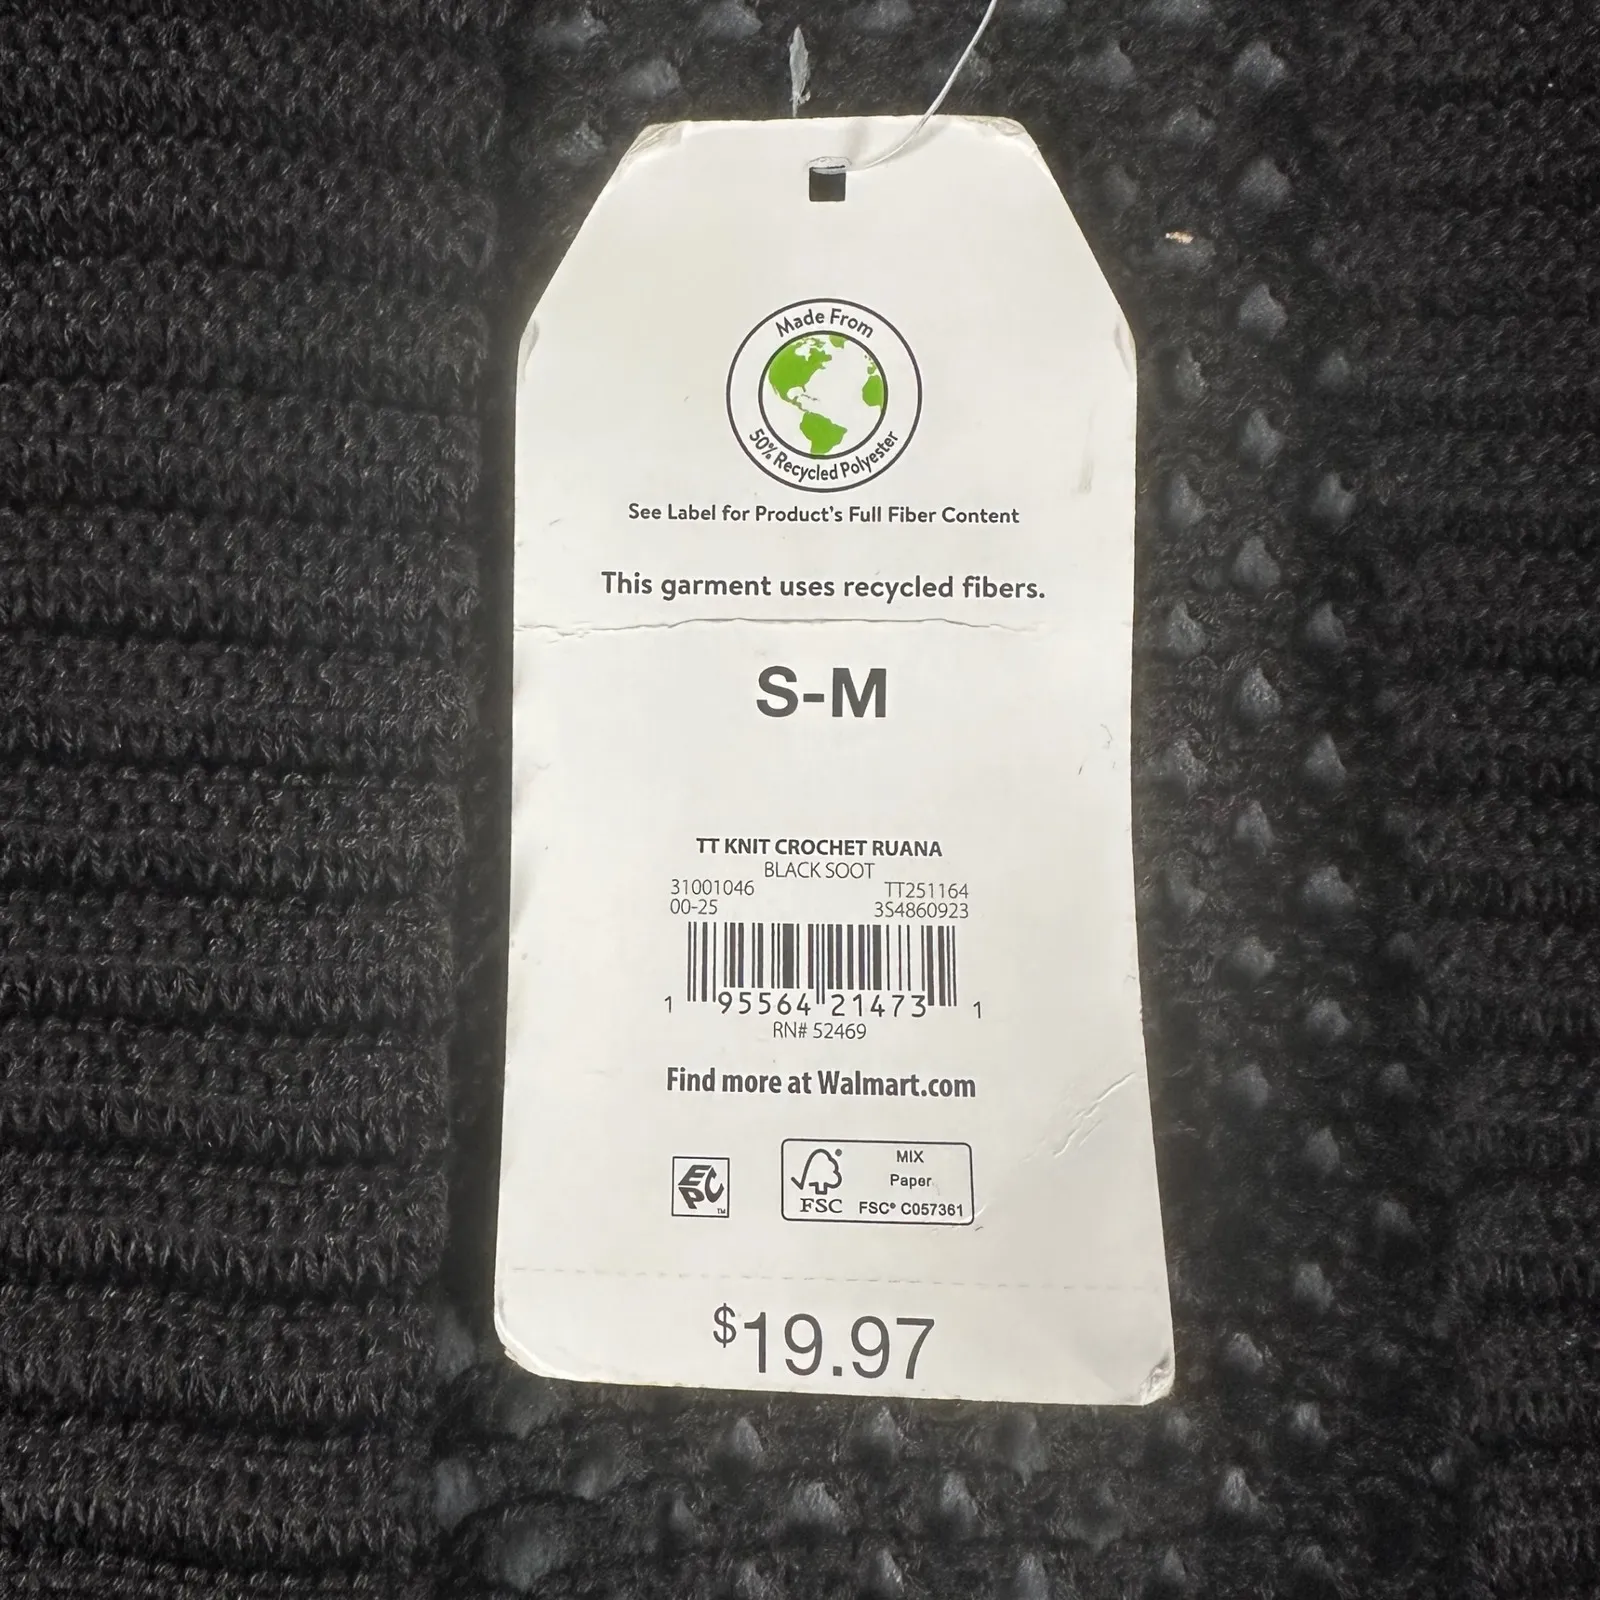 Made From
50% Recycled Polyester
See Label for Product's Full Fiber Content
This garment uses recycled fibers.
S-M
TT KNIT CROCHET RUANA
BLACK SOOT
31001046 TT251164
00-25 3S4860923
1 95564 21473 1
RN# 52469
Find more at Walmart.com
EPC TM
FSC MIX
Paper
FSC® C057361
$19.97